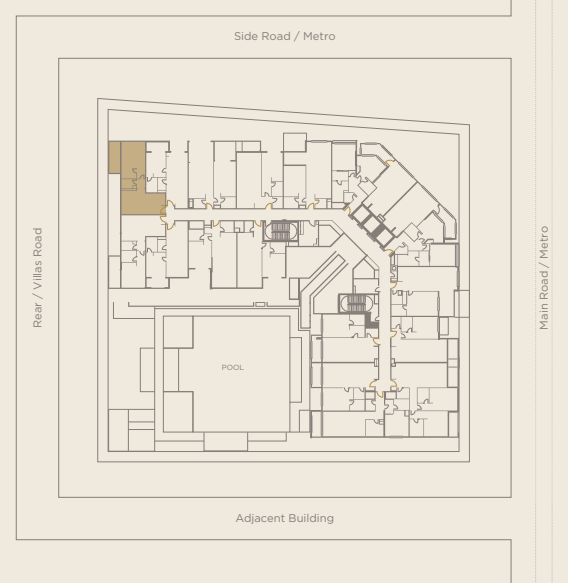 Side Road / Metro
Rear / Villas Road
Main Road / Metro
POOL
Adjacent Building